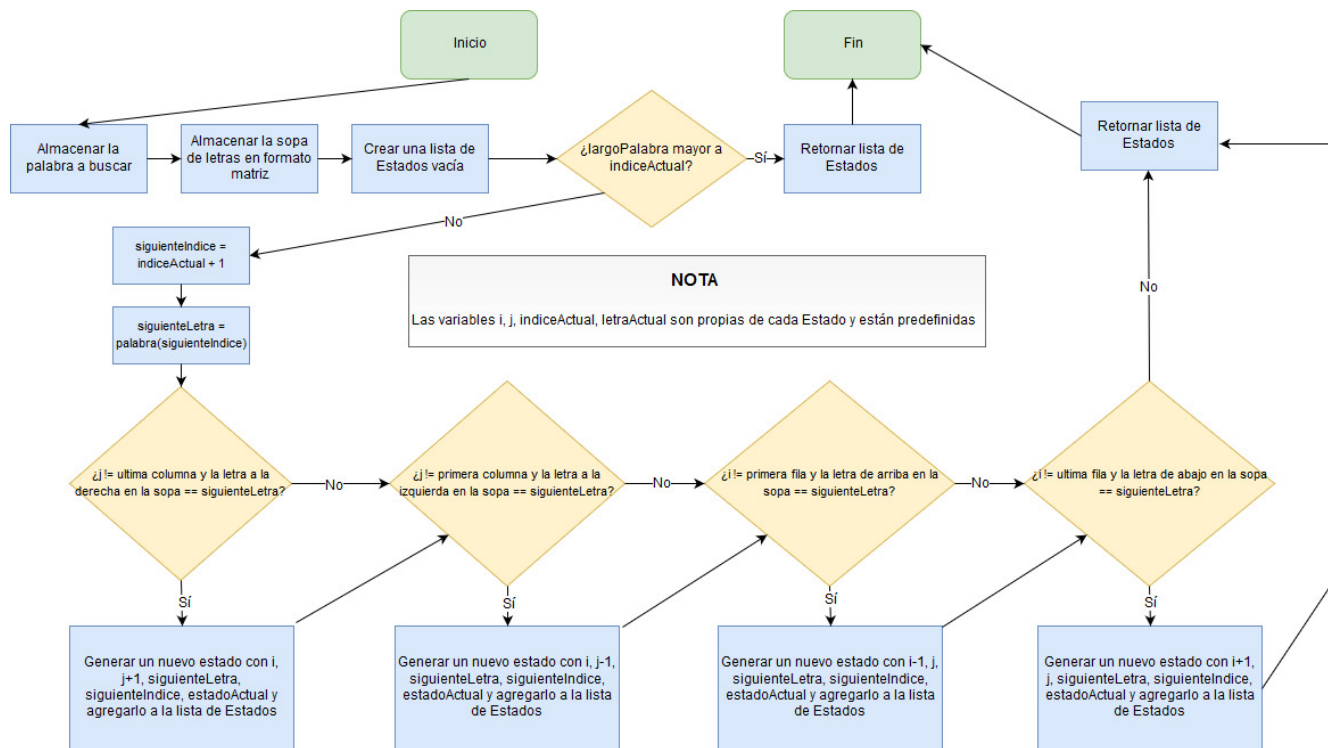 Inicio
Fin
Almacenar la
palabra a buscar
Almacenar la sopa
de letras en formato
matriz
Crear una lista de
Estados vacía
¿largoPalabra mayor a
indiceActual?
Sí
Retornar lista de
Estados
Retornar lista de
Estados
No
siguienteIndice =
indiceActual + 1
siguienteLetra =
palabra(siguienteIndice)
NOTA
Las variables i, j, indiceActual, letraActual son propias de cada Estado y están predefinidas
No
¿j != ultima columna y la letra a la
derecha en la sopa == siguienteLetra?
No
¿j != primera columna y la letra a la
izquierda en la sopa == siguienteLetra?
No
¿i != primera fila y la letra de arriba en la
sopa == siguienteLetra?
No
¿i != ultima fila y la letra de abajo en la sopa
== siguienteLetra?
Sí
Sí
Sí
Sí
Generar un nuevo estado con i,
j+1, siguienteLetra,
siguienteIndice, estadoActual y
agregarlo a la lista de Estados
Generar un nuevo estado con i, j-1,
siguienteLetra, siguienteIndice,
estadoActual y agregarlo a la lista
de Estados
Generar un nuevo estado con i-1, j,
siguienteLetra, siguienteIndice,
estadoActual y agregarlo a la lista
de Estados
Generar un nuevo estado con i+1,
j, siguienteLetra, siguienteIndice,
estadoActual y agregarlo a la lista
de Estados